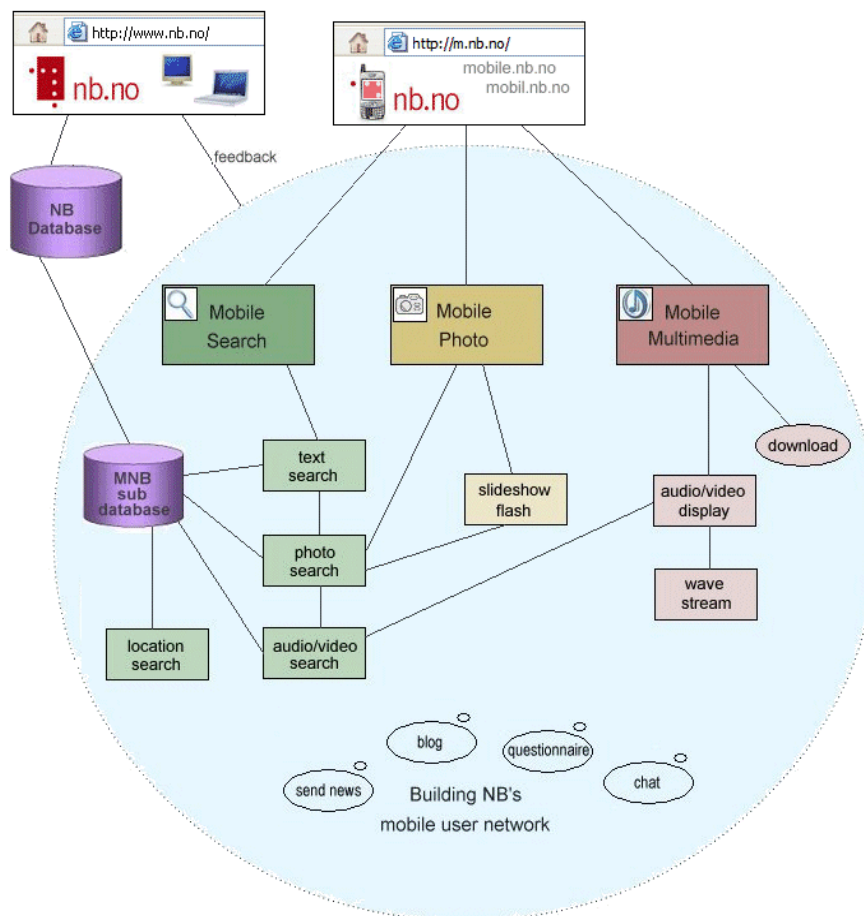 http://www.nb.no/
nb.no
http://m.nb.no/
mobile.nb.no
mobil.nb.no
nb.no
feedback
NB
Database
Mobile
Search
Mobile
Photo
Mobile
Multimedia
download
text
search
MNB
sub
database
slideshow
flash
audio/video
display
photo
search
wave
stream
location
search
audio/video
search
blog
questionnaire
send news
chat
Building NB's
mobile user network